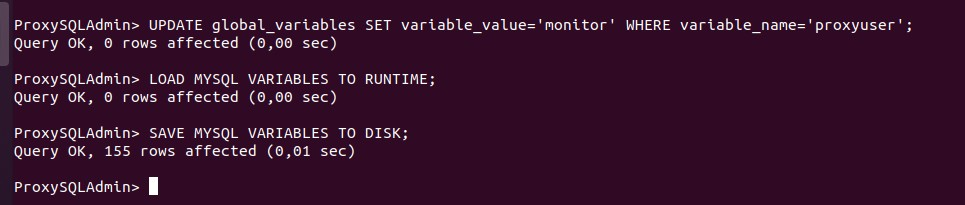 ProxySQLAdmin> UPDATE global_variables SET variable_value='monitor' WHERE variable_name='proxyuser';
Query OK, 0 rows affected (0,00 sec)
ProxySQLAdmin> LOAD MYSQL VARIABLES TO RUNTIME;
Query OK, 0 rows affected (0,00 sec)
ProxySQLAdmin> SAVE MYSQL VARIABLES TO DISK;
Query OK, 155 rows affected (0,01 sec)
ProxySQLAdmin>